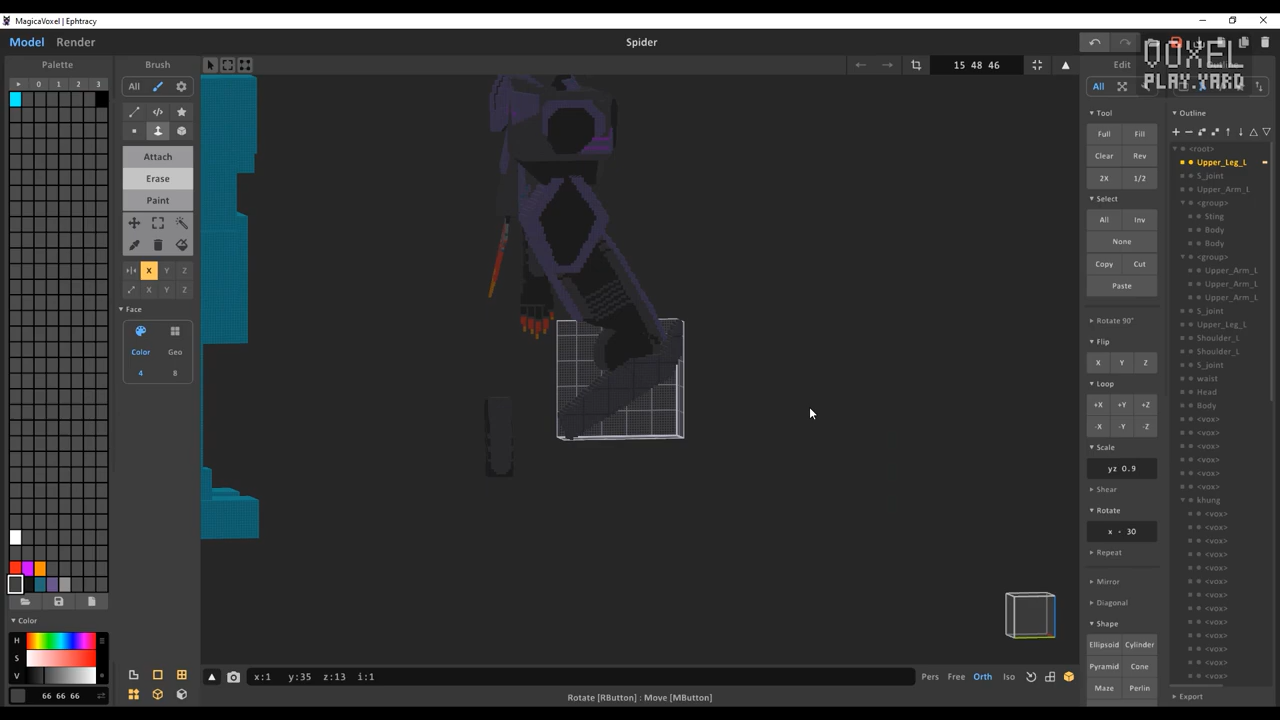 MagicaVoxel | Ephtracy
Model Render Spider
VOXEL
PLAY.YARD
Palette Brush 15 48 46 Edit
0 1 2 3 All All
Tool Outline
Full Fill
Clear Rev <root>
Attach Upper_Leg_L
Erase 2X 1/2 S_joint
Paint Select Upper_Arm_L
All Inv <group>
Sting
None Body
Body
Copy Cut <group>
X Y Z Paste Upper_Arm_L
X Y Z Upper_Arm_L
Upper_Arm_L
Face Rotate 90° S_joint
Flip Upper_Leg_L
Color Geo X Y Z Shoulder_L
Shoulder_L
4 8 Loop S_joint
waist
+X +Y +Z Head
Body
-X -Y -Z <vox>
<vox>
Scale <vox>
<vox>
yz 0.9 <vox>
<vox>
Shear khung
Rotate <vox>
x - 30 <vox>
<vox>
Repeat <vox>
<vox>
Mirror <vox>
<vox>
Diagonal <vox>
Color Shape <vox>
H Ellipsoid Cylinder <vox>
S Pyramid Cone <vox>
V x:1 y:35 z:13 i:1 Pers Free Orth Iso <vox>
66 66 66 Maze Perlin Export
Rotate [RButton] : Move [MButton]